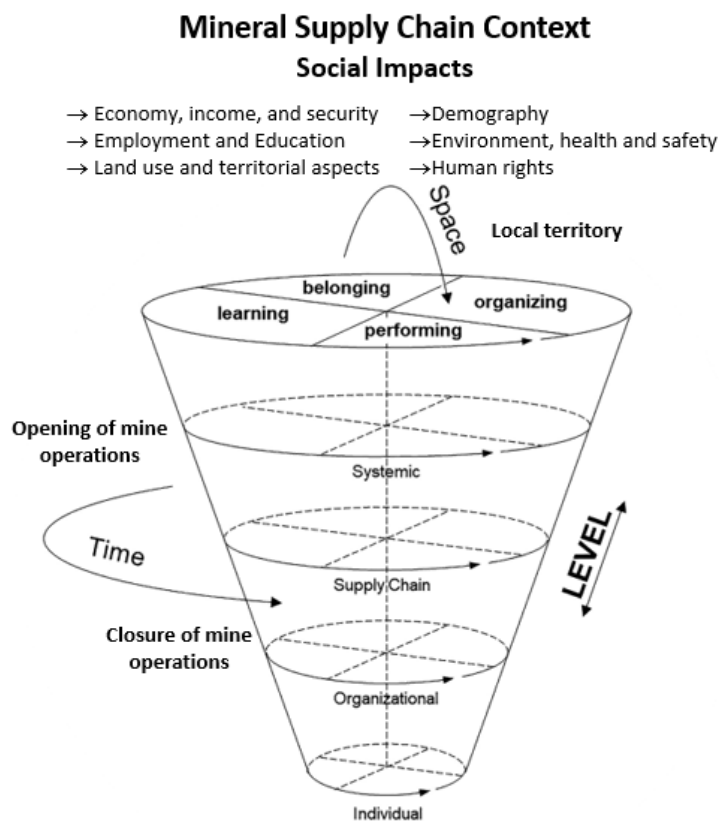 Mineral Supply Chain Context
Social Impacts
→ Economy, income, and security
→Demography
→ Employment and Education
→Environment, health and safety
→ Land use and territorial aspects
→Human rights
Space
Local territory
belonging
organizing
learning
performing
Opening of mine
operations
Systemic
Time
LEVEL
Supply Chain
Closure of mine
operations
Organizational
Individual